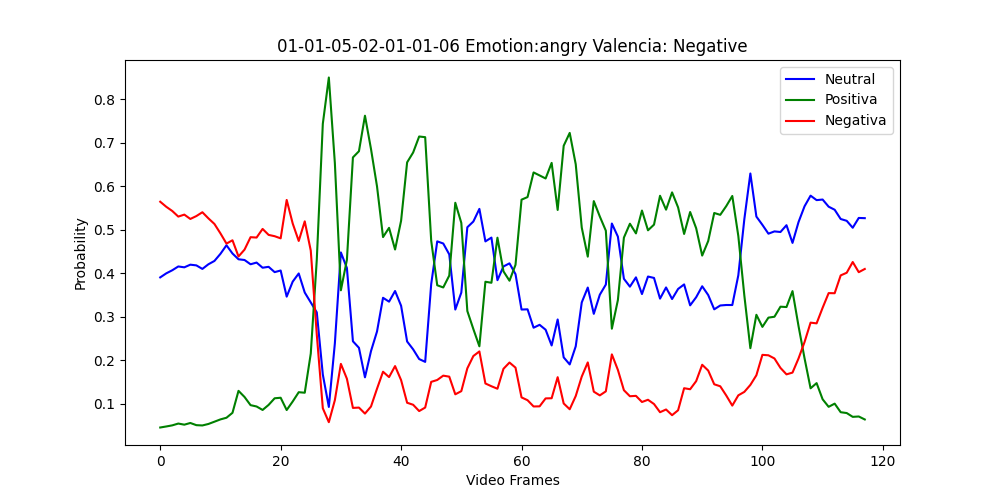 01-01-05-02-01-01-06 Emotion:angry Valencia: Negative
Neutral
Positiva
Negativa
Probability
0.8
0.7
0.6
0.5
0.4
0.3
0.2
0.1
0 20 40 60 80 100 120
Video Frames